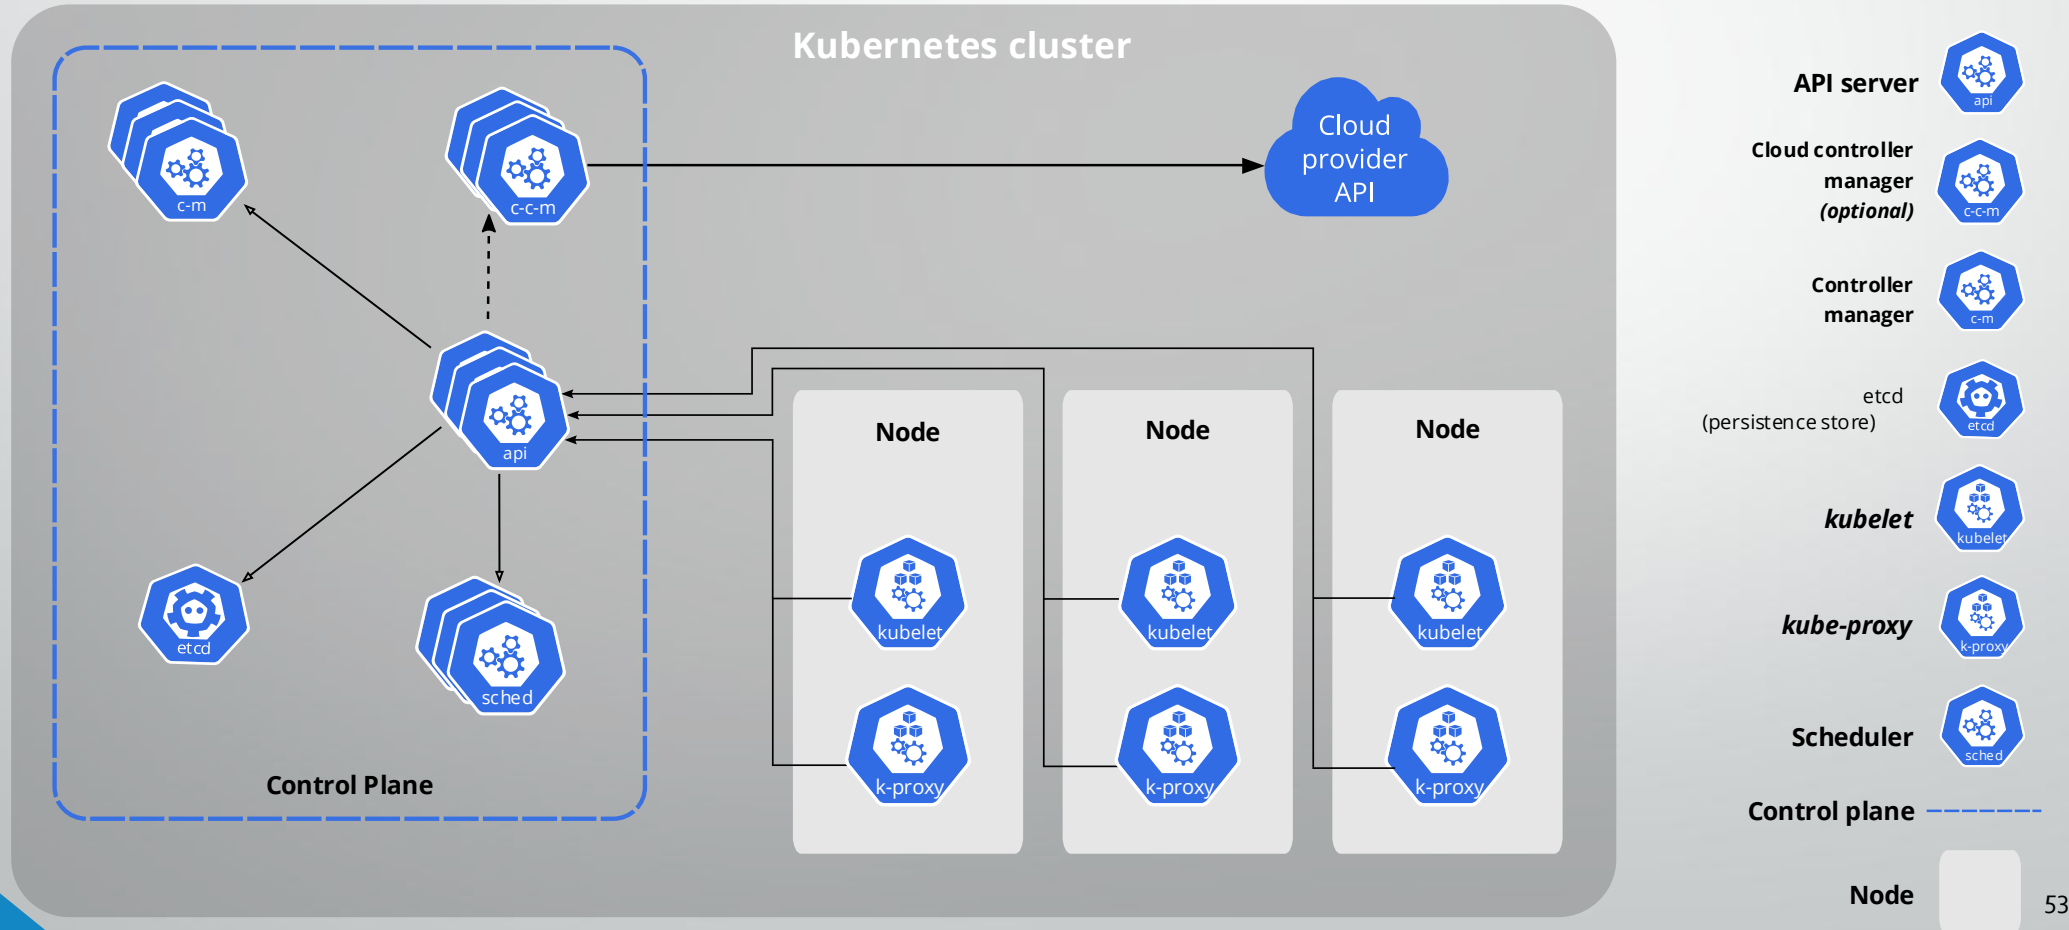 Kubernetes cluster
c-m
c-c-m
Cloud
provider
API
api
etcd
sched
Control Plane
Node
kubelet
k-proxy
Node
kubelet
k-proxy
Node
kubelet
k-proxy
API server
api
Cloud controller
manager
(optional)
c-c-m
Controller
manager
c-m
etcd
(persistence store)
etcd
kubelet
kubelet
kube-proxy
k-proxy
Scheduler
sched
Control plane
Node
53